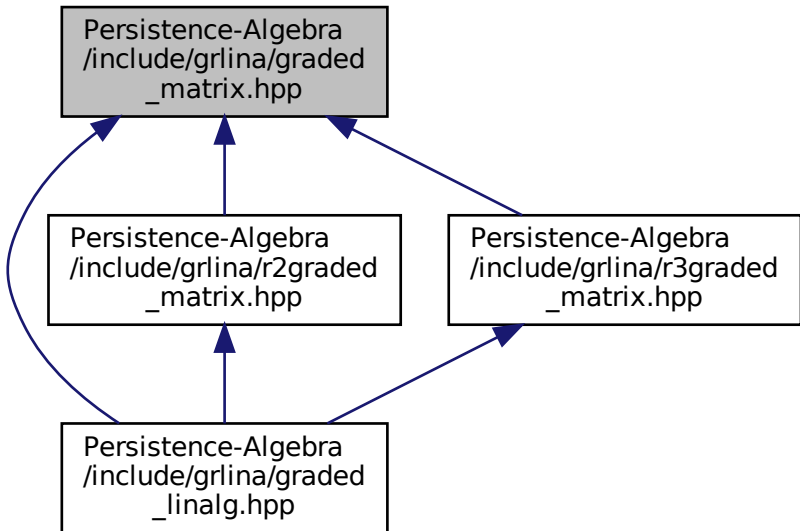 Persistence-Algebra
/include/grlina/graded
_matrix.hpp
Persistence-Algebra
/include/grlina/r2graded
_matrix.hpp
Persistence-Algebra
/include/grlina/r3graded
_matrix.hpp
Persistence-Algebra
/include/grlina/graded
_linalg.hpp